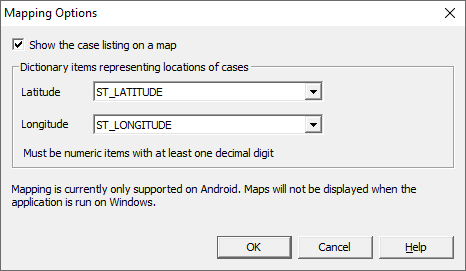 Mapping Options
Show the case listing on a map
Dictionary items representing locations of cases
Latitude ST_LATITUDE
Longitude ST_LONGITUDE
Must be numeric items with at least one decimal digit
Mapping is currently only supported on Android. Maps will not be displayed when the
application is run on Windows.
OK Cancel Help